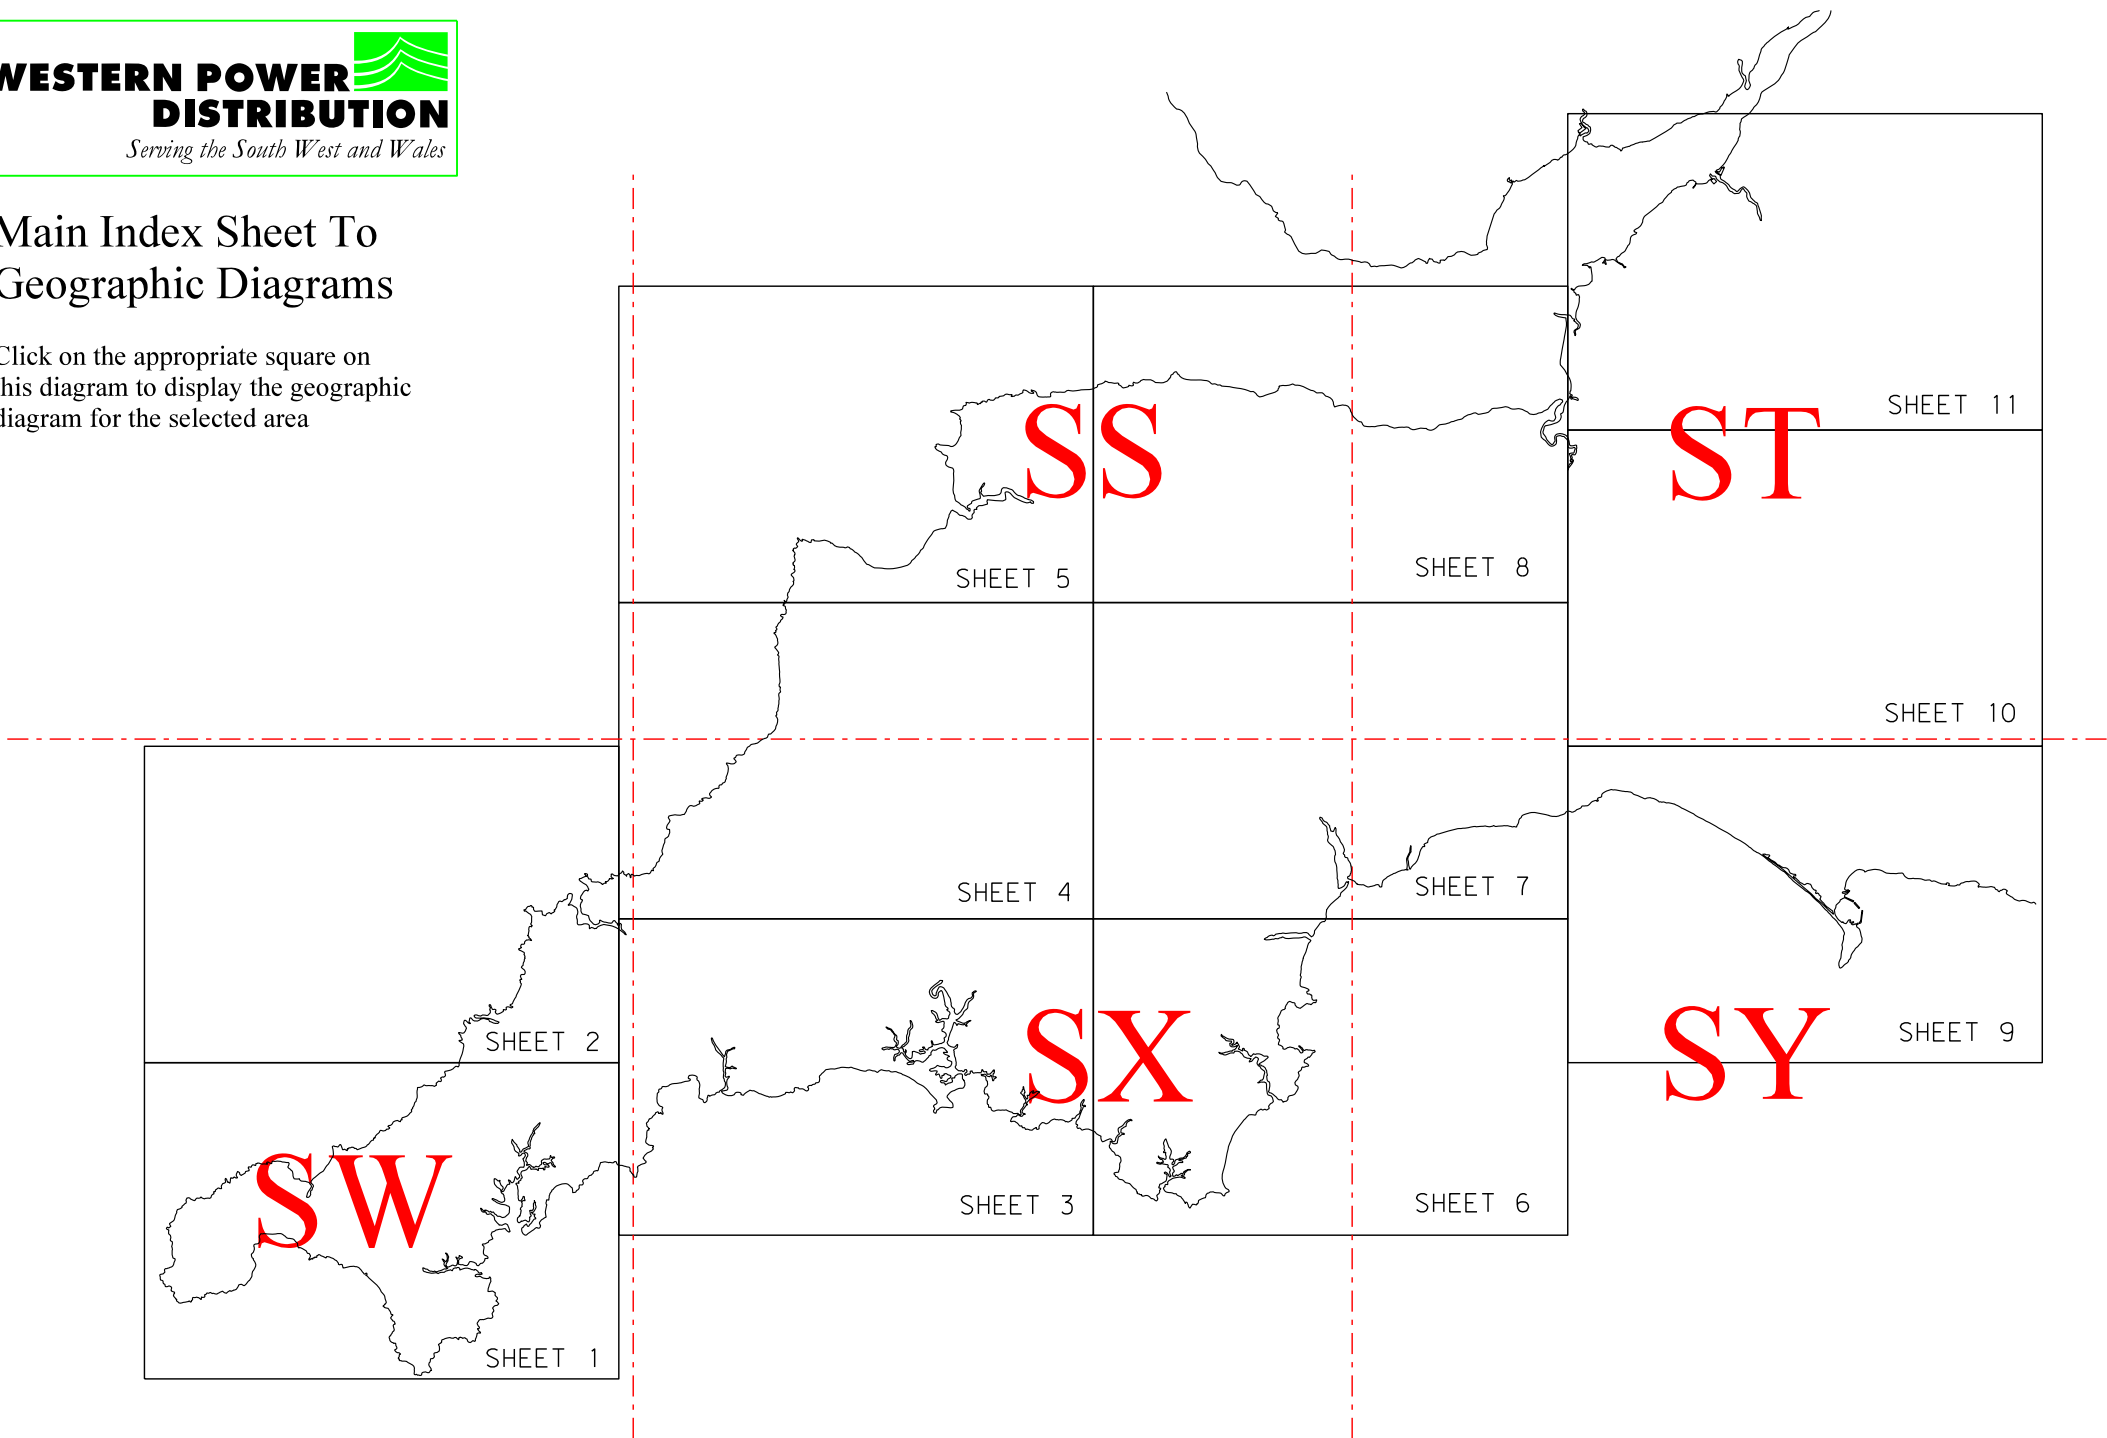 WESTERN POWER
DISTRIBUTION
Serving the South West and Wales
Main Index Sheet To
Geographic Diagrams
Click on the appropriate square on
this diagram to display the geographic
diagram for the selected area
SHEET 11
SS
ST
SHEET 5
SHEET 8
SHEET 10
SHEET 4
SHEET 7
SHEET 2
SX
SY
SHEET 9
SW
SHEET 3
SHEET 6
SHEET 1